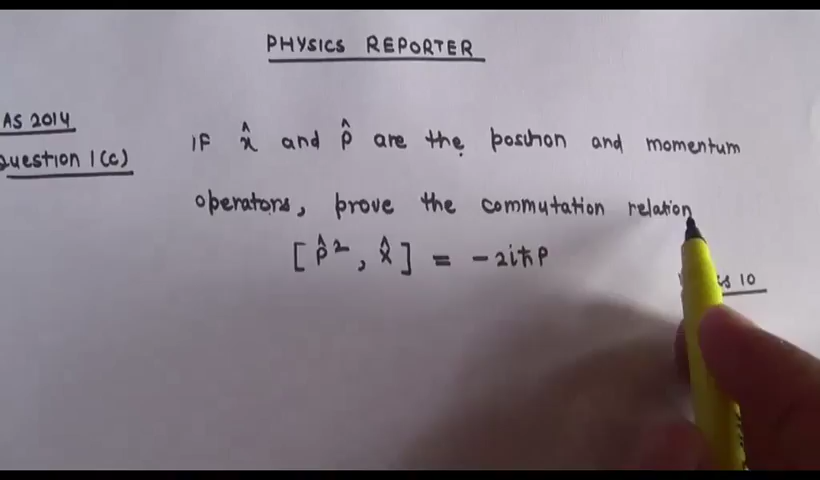 PHYSICS REPORTER
AS 2014
Question 1(c)
IF x̂ and p̂ are the position and momentum
operators, prove the commutation relation
[ p̂², x̂ ] = -2iħp
10